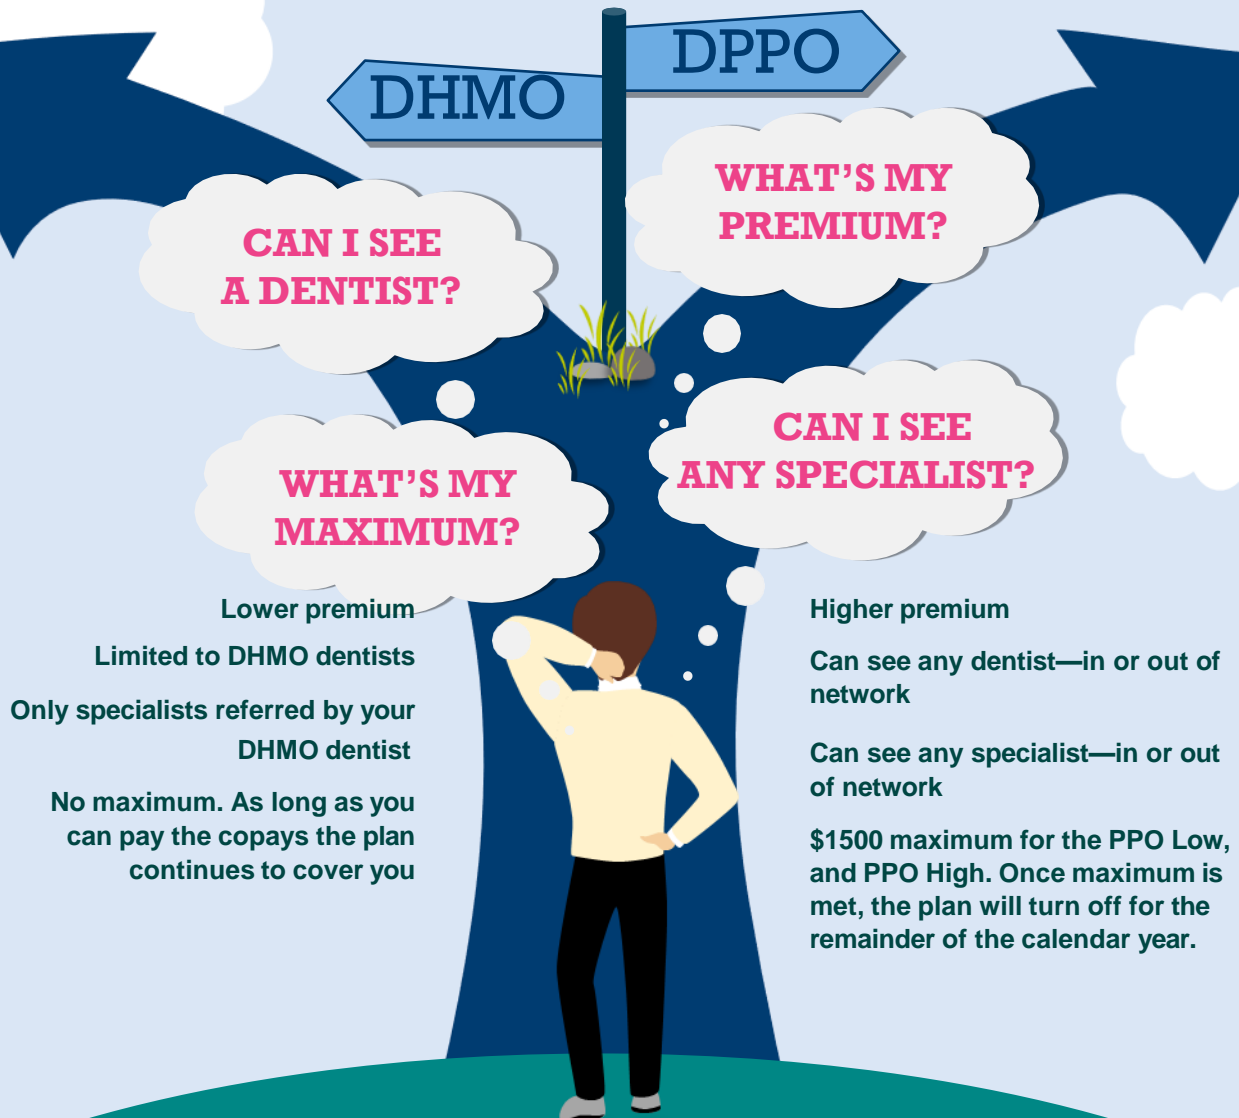 DHMO
DPPO
CAN I SEE
A DENTIST?
WHAT’S MY
PREMIUM?
WHAT’S MY
MAXIMUM?
CAN I SEE
ANY SPECIALIST?
Lower premium
Limited to DHMO dentists
Only specialists referred by your
DHMO dentist
No maximum. As long as you
can pay the copays the plan
continues to cover you
Higher premium
Can see any dentist—in or out of
network
Can see any specialist—in or out
of network
$1500 maximum for the PPO Low,
and PPO High. Once maximum is
met, the plan will turn off for the
remainder of the calendar year.